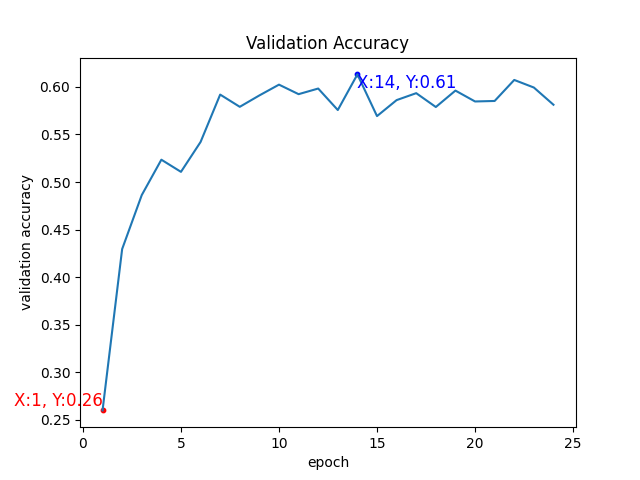 Validation Accuracy
validation accuracy
0.60
0.55
0.50
0.45
0.40
0.35
0.30
0.25
X:14, Y:0.61
X:1, Y:0.26
0 5 10 15 20 25
epoch